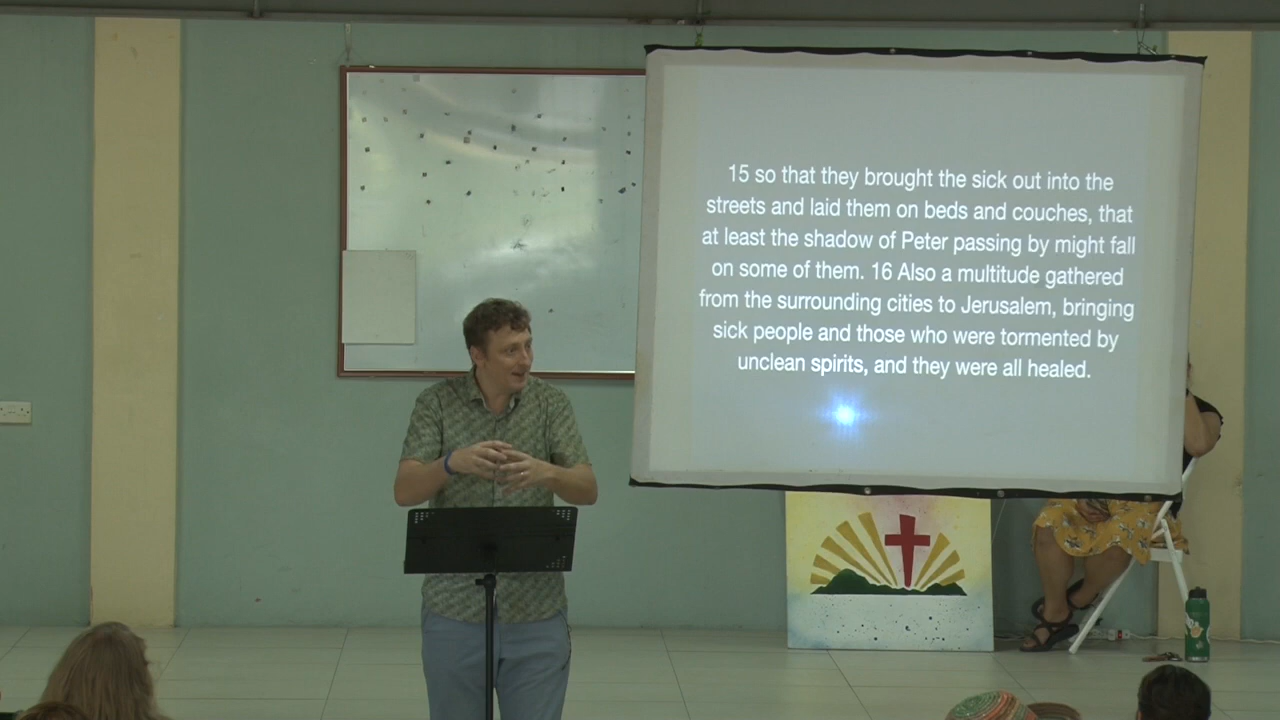 15 so that they brought the sick out into the
streets and laid them on beds and couches, that
at least the shadow of Peter passing by might fall
on some of them. 16 Also a multitude gathered
from the surrounding cities to Jerusalem, bringing
sick people and those who were tormented by
unclean spirits, and they were all healed.